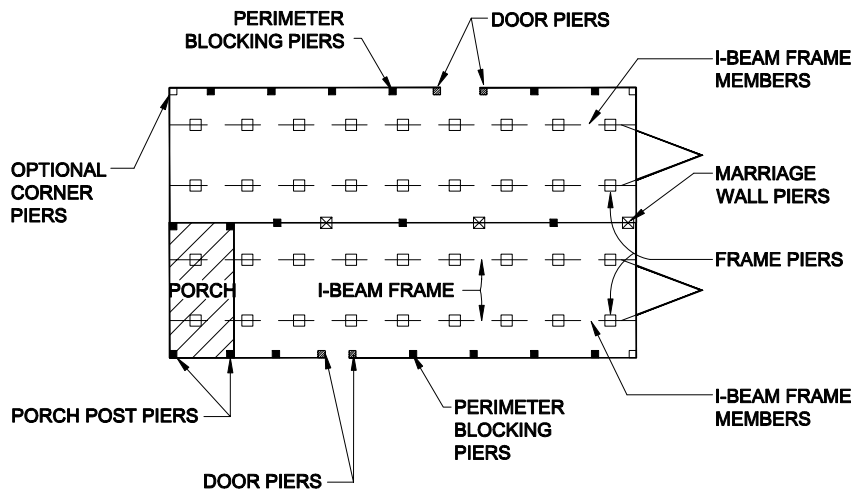 PERIMETER
BLOCKING PIERS
DOOR PIERS
I-BEAM FRAME
MEMBERS
OPTIONAL
CORNER
PIERS
MARRIAGE
WALL PIERS
FRAME PIERS
PORCH
I-BEAM FRAME
I-BEAM FRAME
MEMBERS
PORCH POST PIERS
PERIMETER
BLOCKING
PIERS
DOOR PIERS